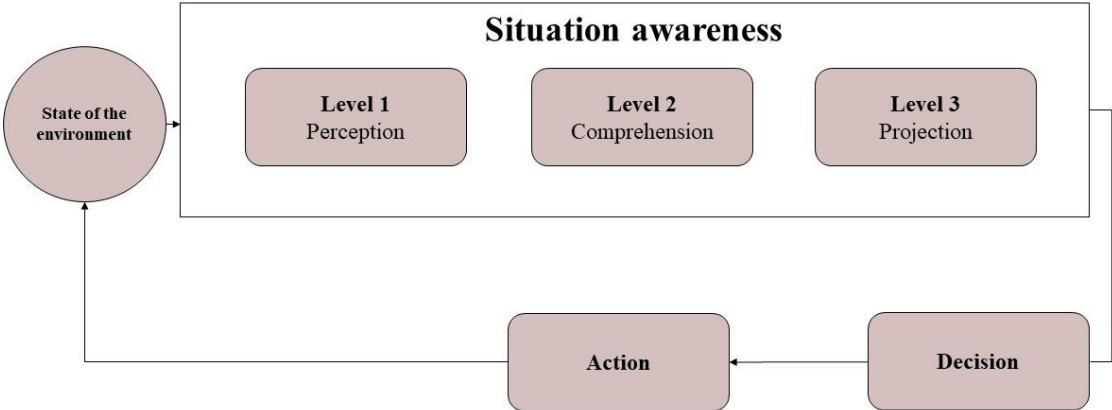 Situation awareness
State of the
environment
Level 1
Perception
Level 2
Comprehension
Level 3
Projection
Action
Decision